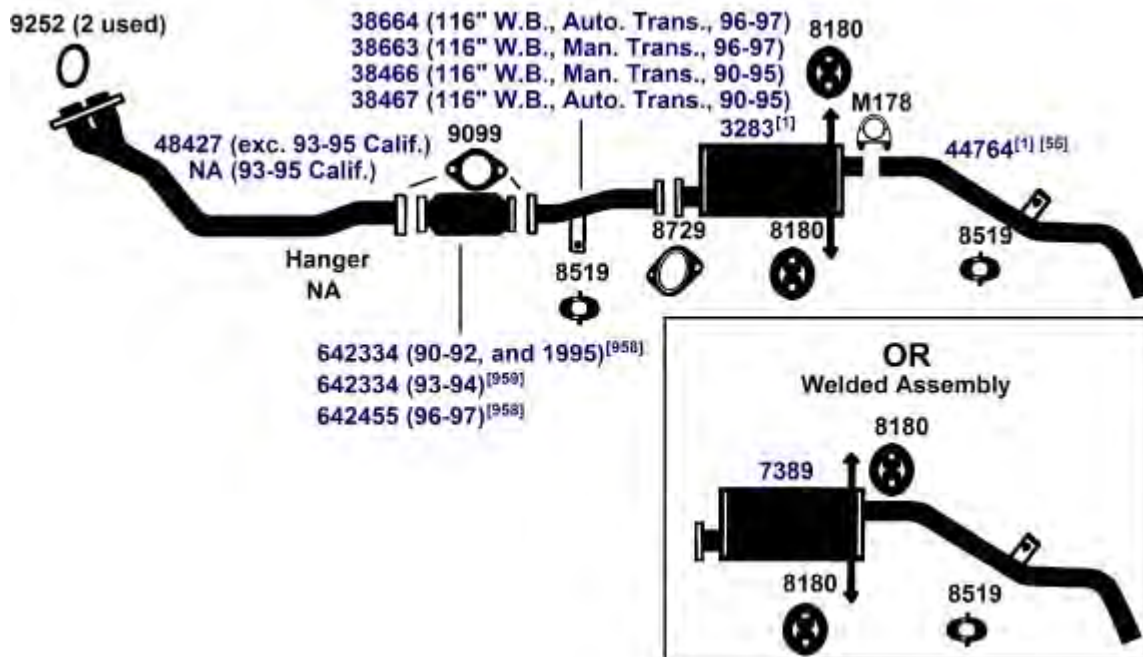 9252 (2 used)
38664 (116" W.B., Auto. Trans., 96-97)
38663 (116" W.B., Man. Trans., 96-97)
38466 (116" W.B., Man. Trans., 90-95)
38467 (116" W.B., Auto. Trans., 90-95)
8180
M178
3283[1]
48427 (exc. 93-95 Calif.)
NA (93-95 Calif.)
9099
44764[1] [56]
Hanger
NA
8519
8729
8180
8519
642334 (90-92, and 1995)[958]
642334 (93-94)[959]
642455 (96-97)[958]
OR
Welded Assembly
8180
7389
8180
8519